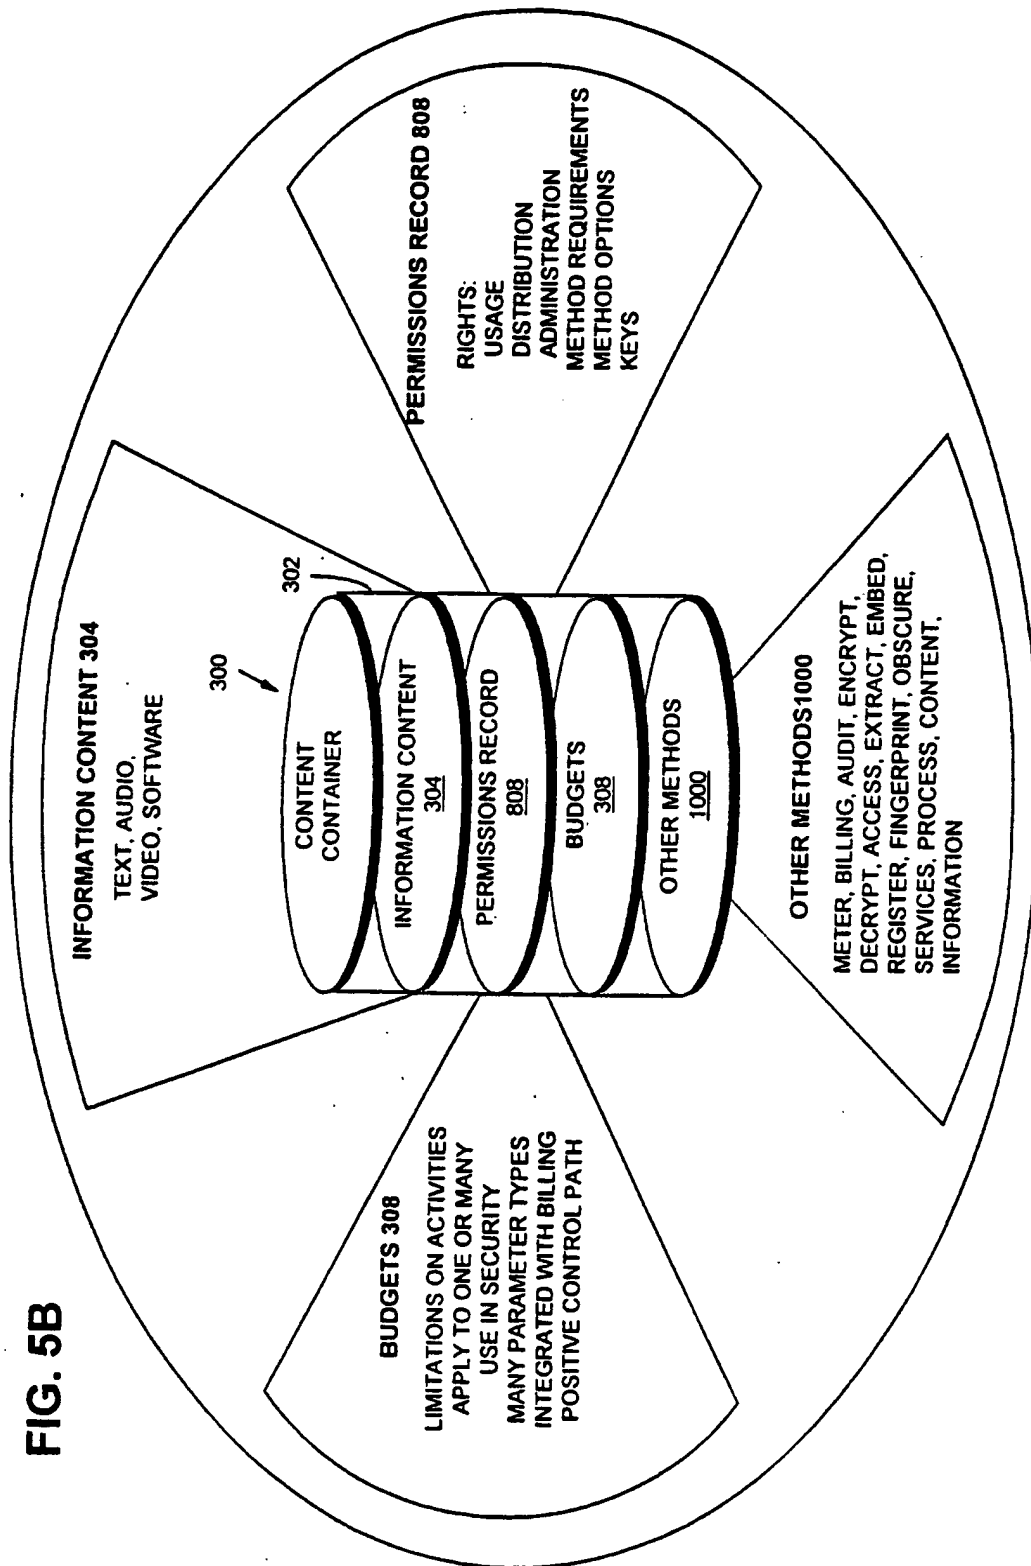 FIG. 5B
INFORMATION CONTENT 304
TEXT, AUDIO,
VIDEO, SOFTWARE
BUDGETS 308
LIMITATIONS ON ACTIVITIES
APPLY TO ONE OR MANY
USE IN SECURITY
MANY PARAMETER TYPES
INTEGRATED WITH BILLING
POSITIVE CONTROL PATH
300
302
CONTENT
CONTAINER
INFORMATION CONTENT
304
PERMISSIONS RECORD
808
BUDGETS
308
OTHER METHODS
1000
PERMISSIONS RECORD 808
RIGHTS:
USAGE
DISTRIBUTION
ADMINISTRATION
METHOD REQUIREMENTS
METHOD OPTIONS
KEYS
OTHER METHODS1000
METER, BILLING, AUDIT, ENCRYPT,
DECRYPT, ACCESS, EXTRACT, EMBED,
REGISTER, FINGERPRINT, OBSCURE,
SERVICES, PROCESS, CONTENT,
INFORMATION